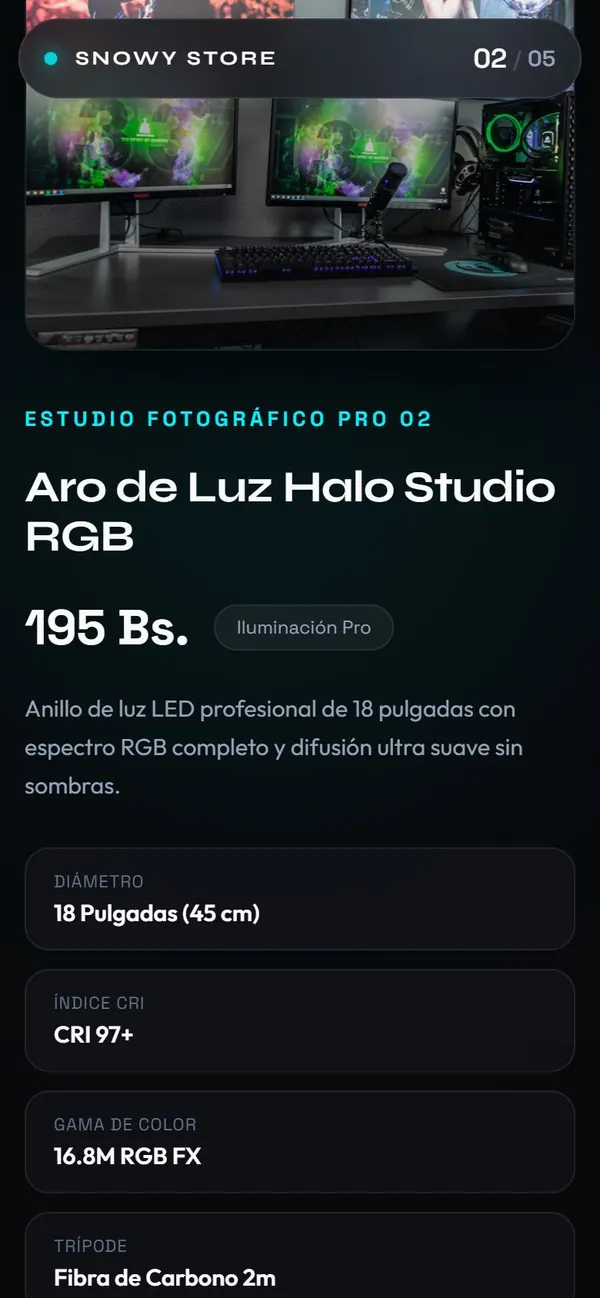 SNOWY STORE
02 / 05
ESTUDIO FOTOGRÁFICO PRO 02
Aro de Luz Halo Studio
RGB
195 Bs.
Iluminación Pro
Anillo de luz LED profesional de 18 pulgadas con
espectro RGB completo y difusión ultra suave sin
sombras.
DIÁMETRO
18 Pulgadas (45 cm)
ÍNDICE CRI
CRI 97+
GAMA DE COLOR
16.8M RGB FX
TRÍPODE
Fibra de Carbono 2m